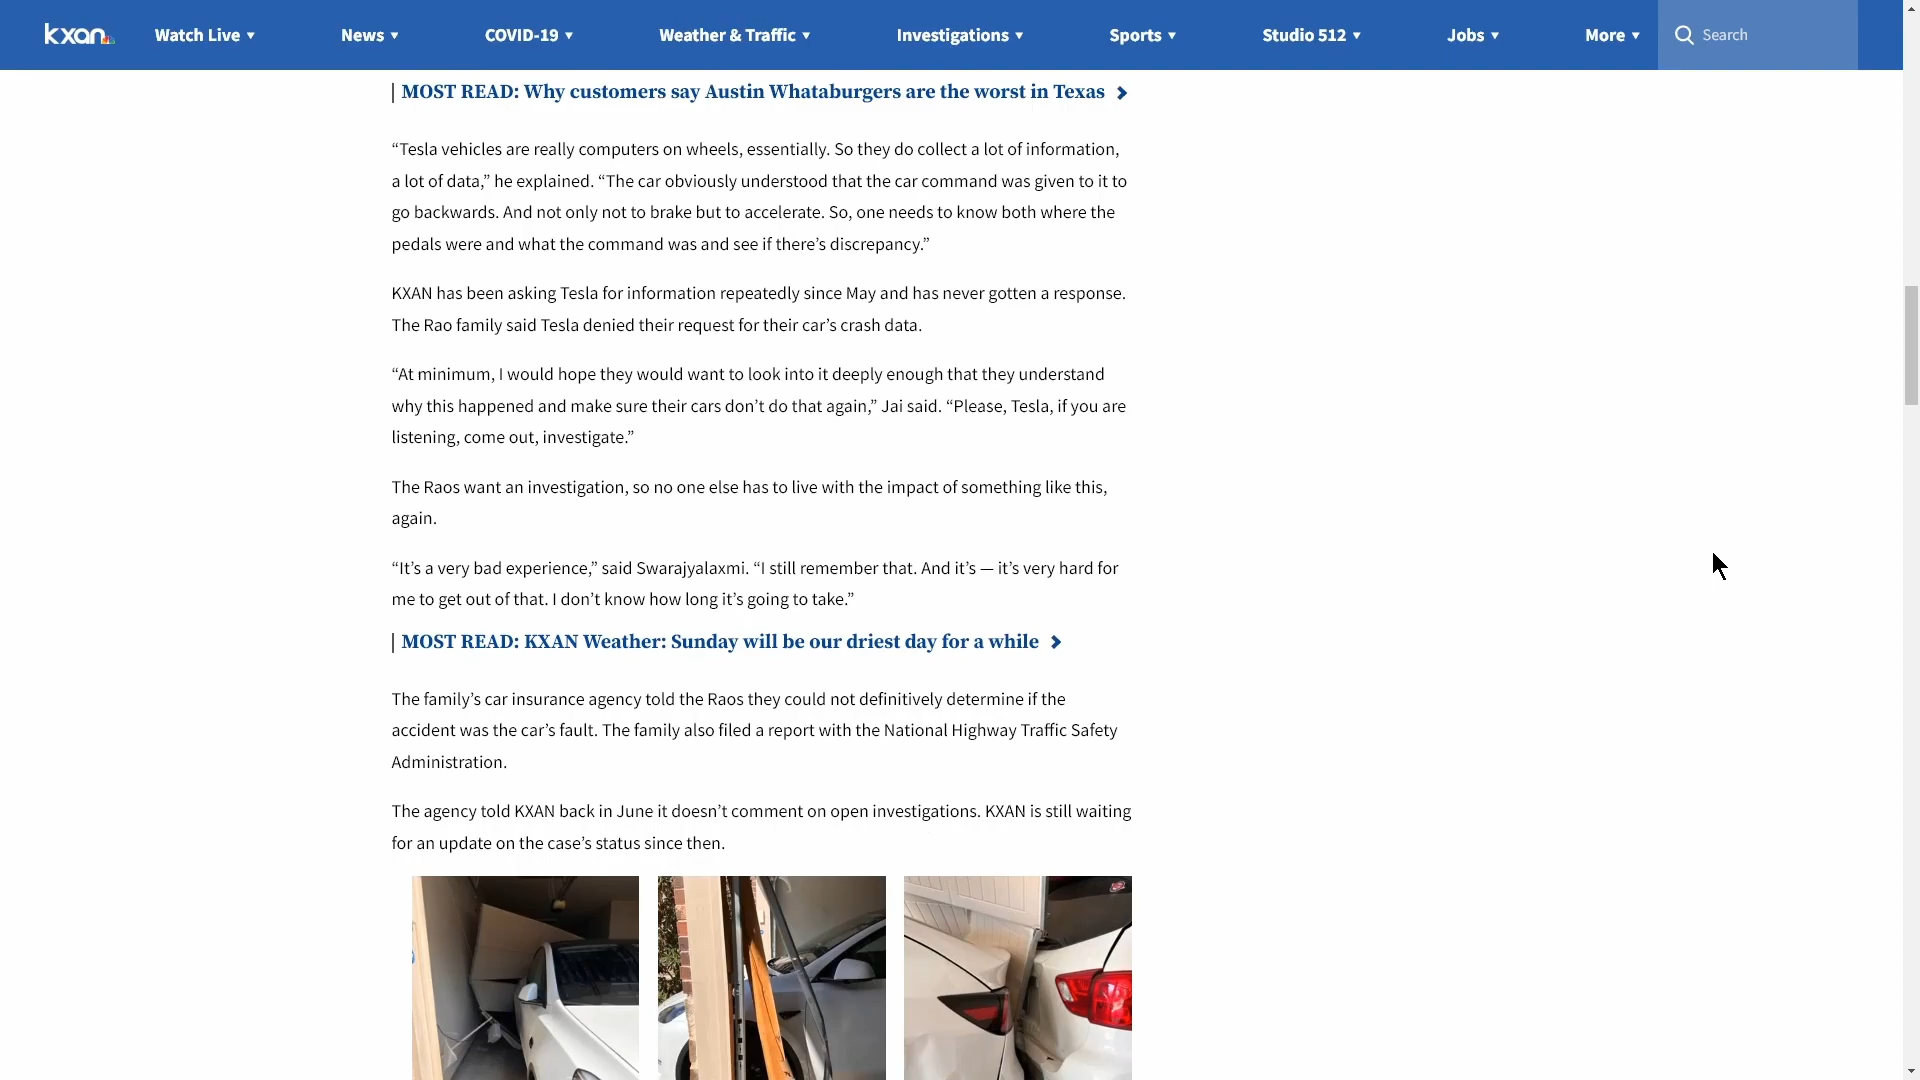 kxan
Watch Live ▾ News ▾ COVID-19 ▾ Weather & Traffic ▾ Investigations ▾ Sports ▾ Studio 512 ▾ Jobs ▾ More ▾ Search
| MOST READ: Why customers say Austin Whataburgers are the worst in Texas
“Tesla vehicles are really computers on wheels, essentially. So they do collect a lot of information,
a lot of data,” he explained. “The car obviously understood that the car command was given to it to
go backwards. And not only not to brake but to accelerate. So, one needs to know both where the
pedals were and what the command was and see if there’s discrepancy.”
KXAN has been asking Tesla for information repeatedly since May and has never gotten a response.
The Rao family said Tesla denied their request for their car’s crash data.
“At minimum, I would hope they would want to look into it deeply enough that they understand
why this happened and make sure their cars don’t do that again,” Jai said. “Please, Tesla, if you are
listening, come out, investigate.”
The Raos want an investigation, so no one else has to live with the impact of something like this,
again.
“It’s a very bad experience,” said Swarajyalaxmi. “I still remember that. And it’s — it’s very hard for
me to get out of that. I don’t know how long it’s going to take.”
| MOST READ: KXAN Weather: Sunday will be our driest day for a while
The family’s car insurance agency told the Raos they could not definitively determine if the
accident was the car’s fault. The family also filed a report with the National Highway Traffic Safety
Administration.
The agency told KXAN back in June it doesn’t comment on open investigations. KXAN is still waiting
for an update on the case’s status since then.